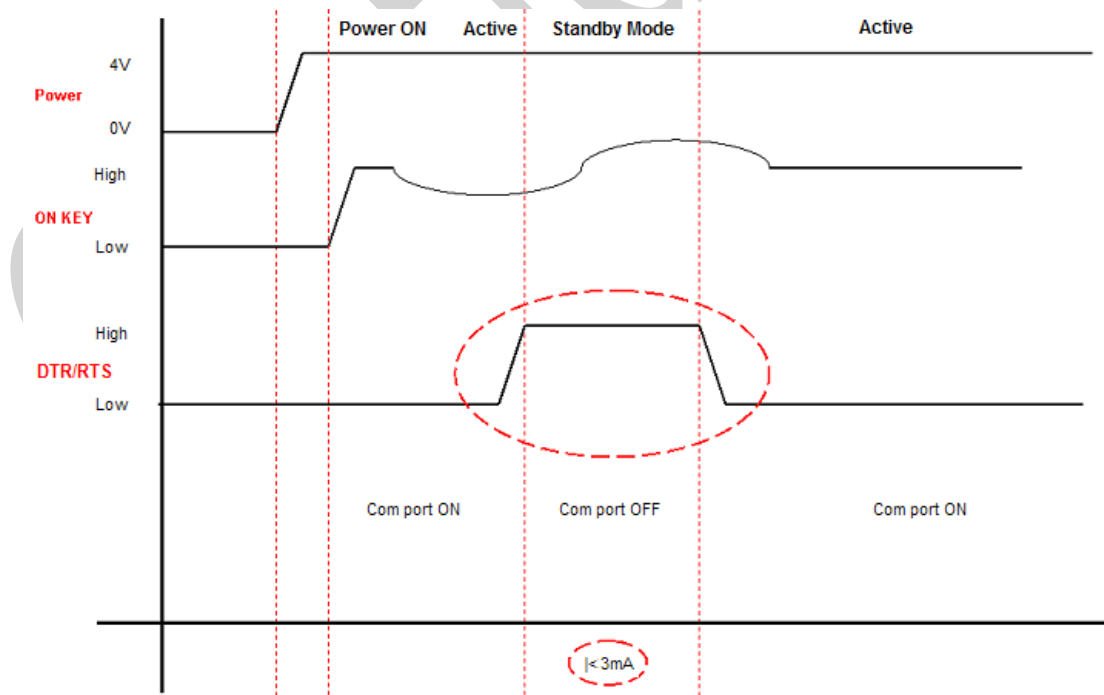 Power ON Active Standby Mode Active
4V
Power
0V
High
ON KEY
Low
High
DTR/RTS
Low
Com port ON Com port OFF Com port ON
I< 3mA